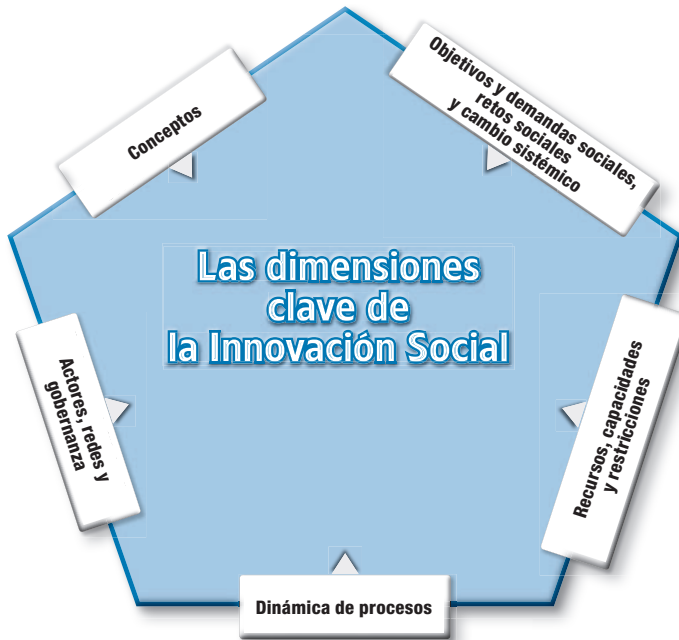 Conceptos
Objetivos y demandas sociales,
retos sociales
y cambio sistémico
Las dimensiones
clave de
la Innovación Social
Actores, redes y
gobernanza
Recursos, capacidades
y restricciones
Dinámica de procesos